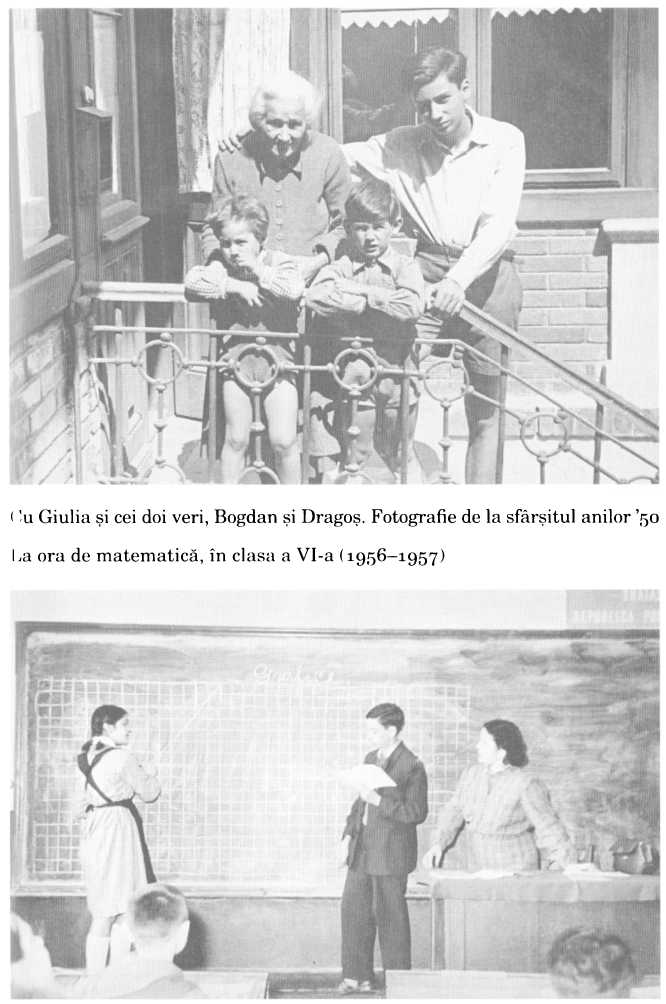 Cu Giulia și cei doi veri, Bogdan și Dragoș. Fotografie de la sfârșitul anilor ’50
La ora de matematică, în clasa a VI-a (1956–1957)
REPUBLICA